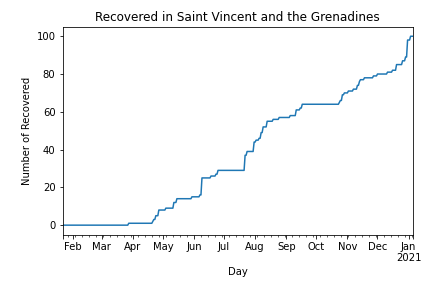 Recovered in Saint Vincent and the Grenadines
Number of Recovered
100
80
60
40
20
0
Feb Mar Apr May Jun Jul Aug Sep Oct Nov Dec Jan
2021
Day